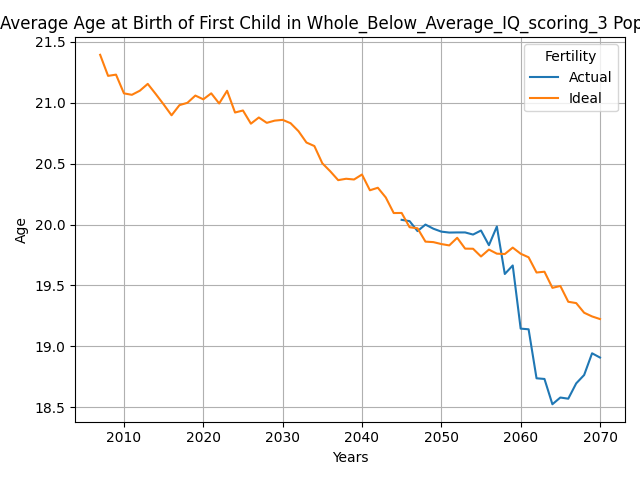 Average Age at Birth of First Child in Whole_Below_Average_IQ_scoring_3 Pop
21.5
21.0
20.5
20.0
19.5
19.0
18.5
Age
Fertility
Actual
Ideal
2010 2020 2030 2040 2050 2060 2070
Years